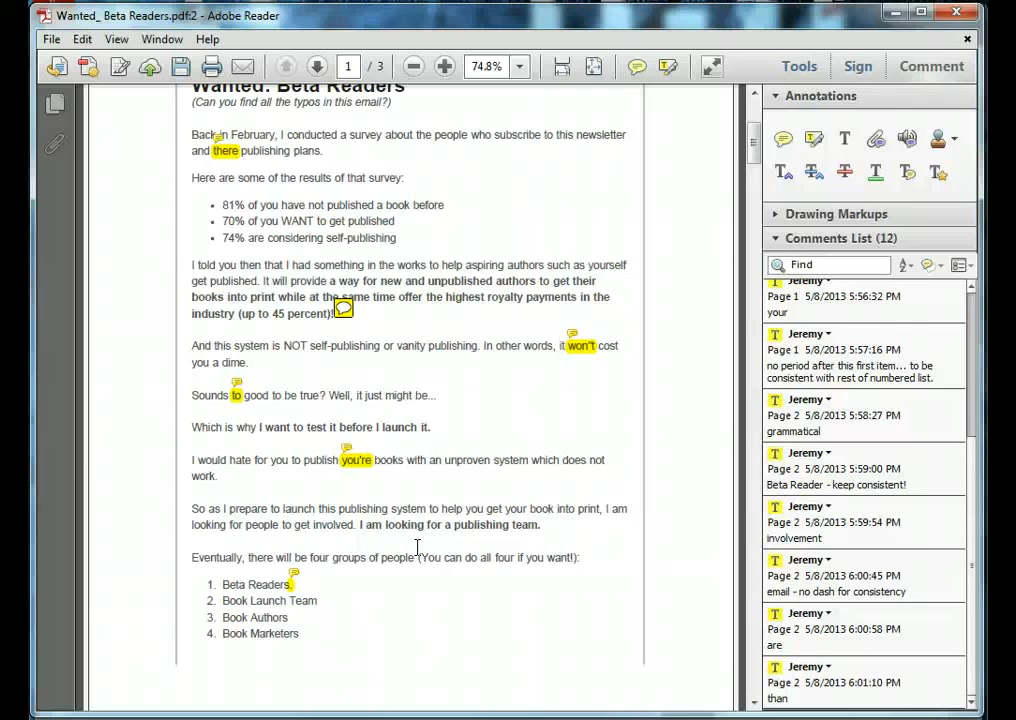 Wanted_ Beta Readers.pdf:2 - Adobe Reader
File Edit View Window Help
1 / 3 74.8% Tools Sign Comment
Wanted: Beta Readers
(Can you find all the typos in this email?)
Back in February, I conducted a survey about the people who subscribe to this newsletter
and there publishing plans.
Here are some of the results of that survey:
• 81% of you have not published a book before
• 70% of you WANT to get published
• 74% are considering self-publishing
I told you then that I had something in the works to help aspiring authors such as yourself
get published. It will provide a way for new and unpublished authors to get their
books into print while at the same time offer the highest royalty payments in the
industry (up to 45 percent)!
And this system is NOT self-publishing or vanity publishing. In other words, it won"t cost
you a dime.
Sounds to good to be true? Well, it just might be...
Which is why I want to test it before I launch it.
I would hate for you to publish you're books with an unproven system which does not
work.
So as I prepare to launch this publishing system to help you get your book into print, I am
looking for people to get involved. I am looking for a publishing team.
Eventually, there will be four groups of people (You can do all four if you want!):
1. Beta Readers.
2. Book Launch Team
3. Book Authors
4. Book Marketers
Annotations
Drawing Markups
Comments List (12)
Find
Jeremy
Page 1 5/8/2013 5:56:32 PM
your
Jeremy
Page 1 5/8/2013 5:57:16 PM
no period after this first item... to be
consistent with rest of numbered list.
Jeremy
Page 2 5/8/2013 5:58:27 PM
grammatical
Jeremy
Page 2 5/8/2013 5:59:00 PM
Beta Reader - keep consistent!
Jeremy
Page 2 5/8/2013 5:59:54 PM
involvement
Jeremy
Page 2 5/8/2013 6:00:45 PM
email - no dash for consistency
Jeremy
Page 2 5/8/2013 6:00:58 PM
are
Jeremy
Page 2 5/8/2013 6:01:10 PM
than